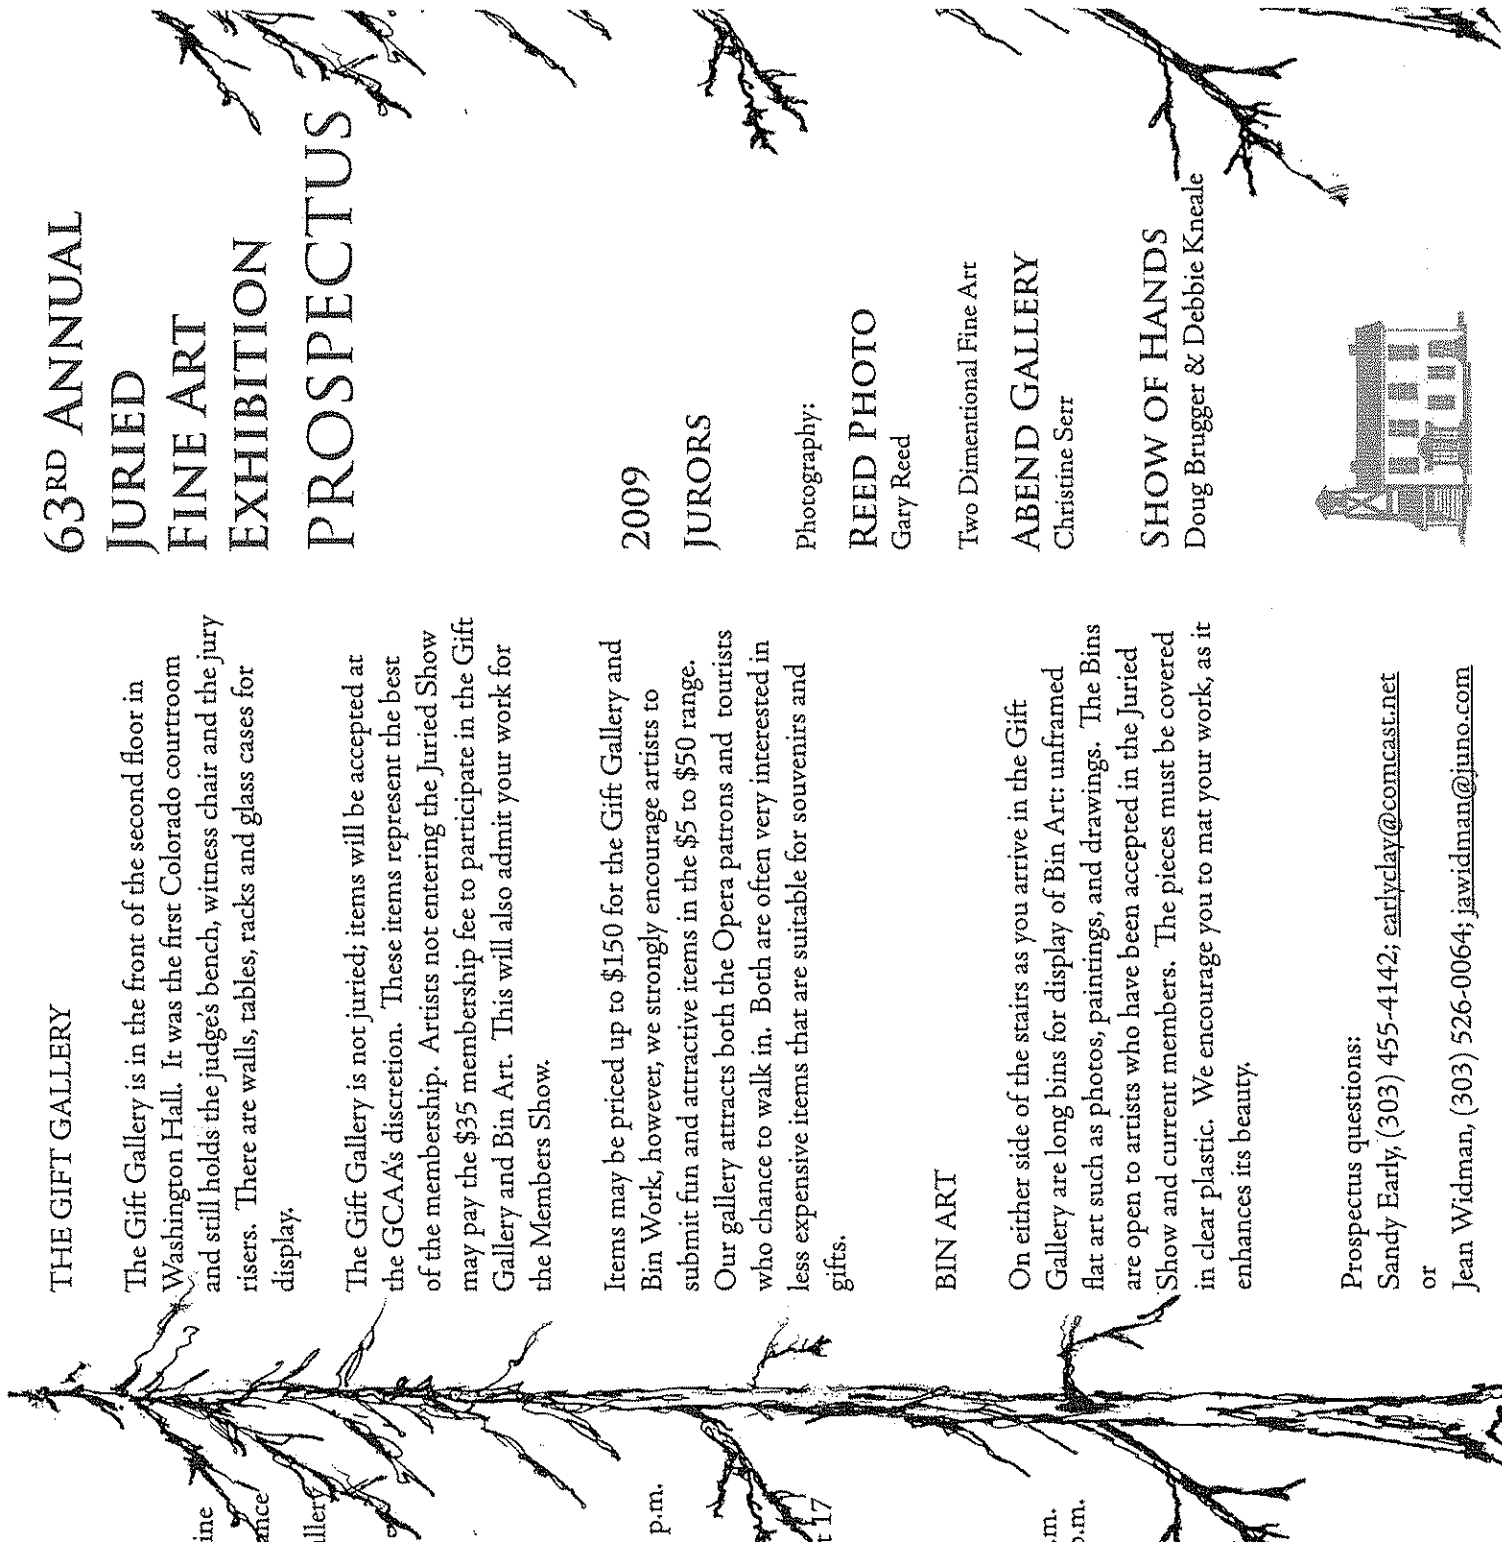 ine
ance
allery
p.m.
t 17
.m.
p.m.
THE GIFT GALLERY
The Gift Gallery is in the front of the second floor in
Washington Hall. It was the first Colorado courtroom
and still holds the judge's bench, witness chair and the jury
risers. There are walls, tables, racks and glass cases for
display.
The Gift Gallery is not juried; items will be accepted at
the GCAA's discretion. These items represent the best
of the membership. Artists not entering the Juried Show
may pay the $35 membership fee to participate in the Gift
Gallery and Bin Art. This will also admit your work for
the Members Show.
Items may be priced up to $150 for the Gift Gallery and
Bin Work, however, we strongly encourage artists to
submit fun and attractive items in the $5 to $50 range.
Our gallery attracts both the Opera patrons and tourists
who chance to walk in. Both are often very interested in
less expensive items that are suitable for souvenirs and
gifts.
BIN ART
On either side of the stairs as you arrive in the Gift
Gallery are long bins for display of Bin Art: unframed
flat art such as photos, paintings, and drawings. The Bins
are open to artists who have been accepted in the Juried
Show and current members. The pieces must be covered
in clear plastic. We encourage you to mat your work, as it
enhances its beauty.
Prospectus questions:
Sandy Early, (303) 455-4142; earlyclay@comcast.net
or
Jean Widman, (303) 526-0064; jawidman@juno.com
63RD ANNUAL
JURIED
FINE ART
EXHIBITION
PROSPECTUS
2009
JURORS
Photography:
REED PHOTO
Gary Reed
Two Dimentional Fine Art
ABEND GALLERY
Christine Serr
SHOW OF HANDS
Doug Brugger & Debbie Kneale